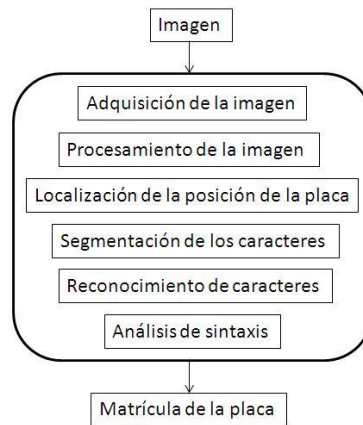 Imagen
Adquisición de la imagen
Procesamiento de la imagen
Localización de la posición de la placa
Segmentación de los caracteres
Reconocimiento de caracteres
Análisis de sintaxis
Matrícula de la placa